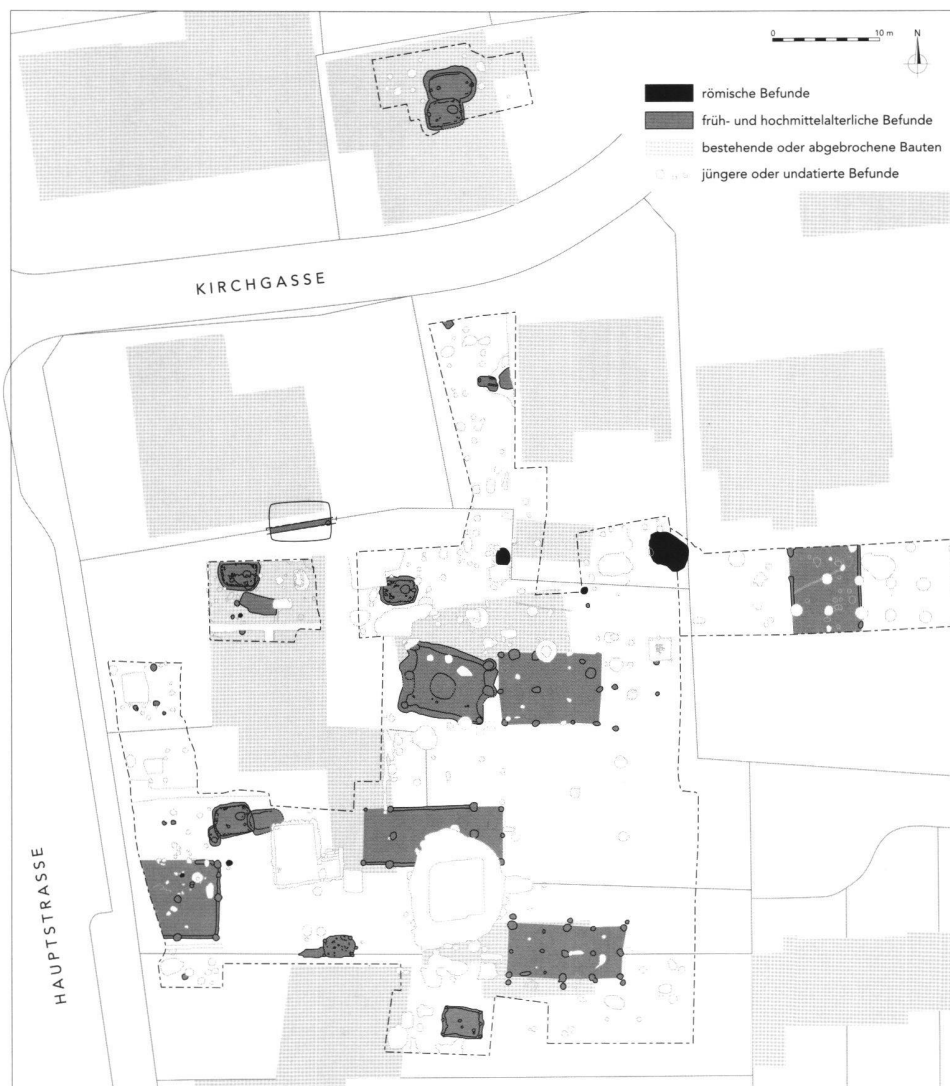 0 10 m N
römische Befunde
früh- und hochmittelalterliche Befunde
bestehende oder abgebrochene Bauten
jüngere oder undatierte Befunde
KIRCHGASSE
HAUPTSTRASSE